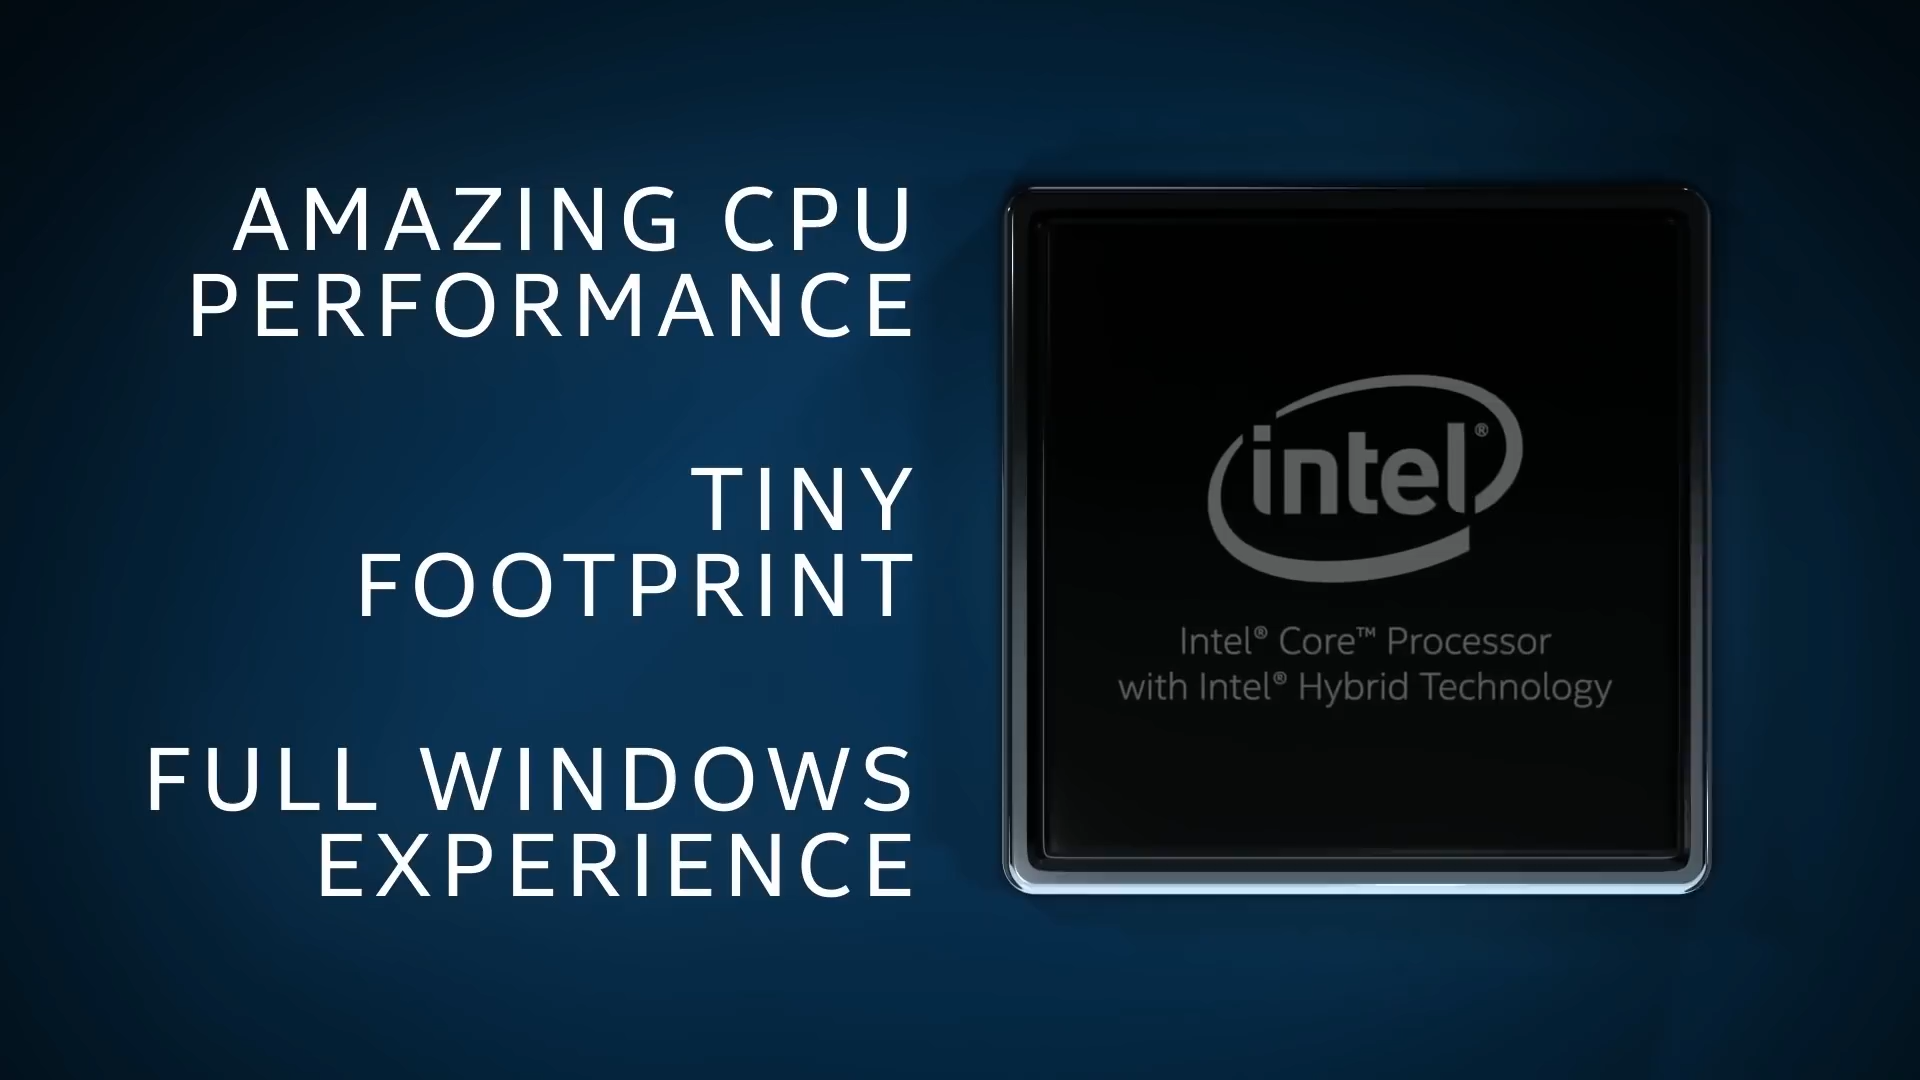 AMAZING CPU
PERFORMANCE
TINY
FOOTPRINT
FULL WINDOWS
EXPERIENCE
intel®
Intel® Core™ Processor
with Intel® Hybrid Technology